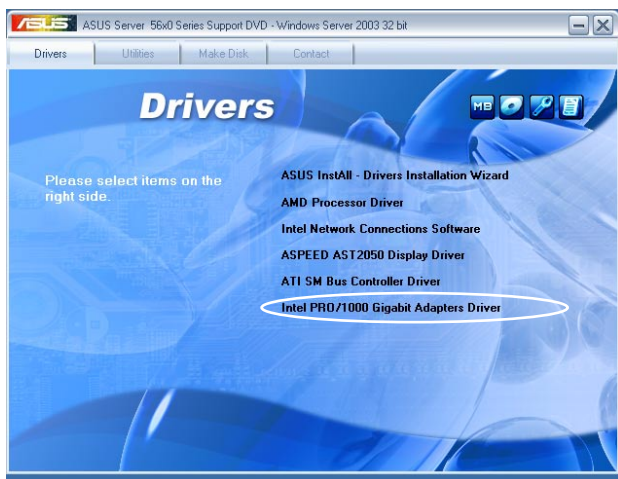 ASUS ASUS Server 56x0 Series Support DVD - Windows Server 2003 32 bit
Drivers Utilities Make Disk Contact
Drivers
MB
Please select items on the
right side.
ASUS InstAll - Drivers Installation Wizard
AMD Processor Driver
Intel Network Connections Software
ASPEED AST2050 Display Driver
ATI SM Bus Controller Driver
Intel PRO/1000 Gigabit Adapters Driver